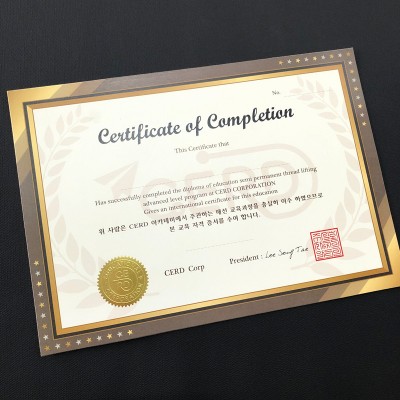 No.
Certificate of Completion
This Certificate that
Has successfully completed the diploma of education semi permanent thread lifting
advanced level program at CERD CORPORATION
Gives an international certificate for this education
위 사람은 CERD 아카데미에서 주관하는 해선 교육과정을 충실히 이수 하였으므로
본 교육 자격 증서를 수여 합니다.
CERD Corp
President : Lee Seng Tae